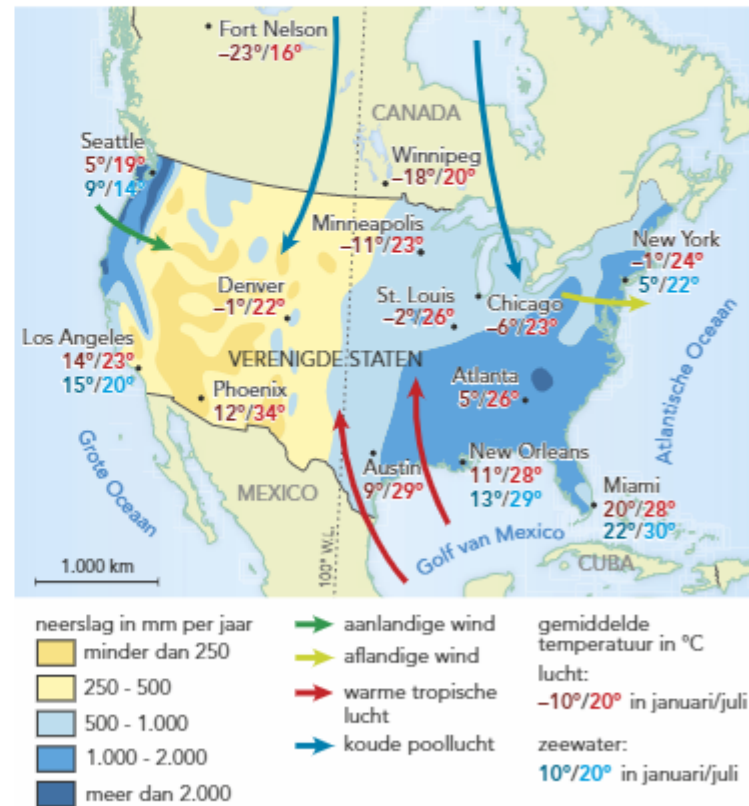 Fort Nelson
–23°/16°
CANADA
Seattle
5°/19°
9°/14°
Winnipeg
–18°/20°
Minneapolis
–11°/23°
New York
–1°/24°
5°/22°
Denver
–1°/22°
St. Louis
–2°/26°
Chicago
–6°/23°
Los Angeles
14°/23°
15°/20°
VERENIGDE STATEN
Phoenix
12°/34°
Atlanta
5°/26°
Atlantische Oceaan
Grote Oceaan
MEXICO
Austin
9°/29°
New Orleans
11°/28°
13°/29°
Miami
20°/28°
22°/30°
Golf van Mexico
CUBA
100° W.L.
1.000 km
neerslag in mm per jaar
minder dan 250
250 - 500
500 - 1.000
1.000 - 2.000
meer dan 2.000
aanlandige wind
aflandige wind
warme tropische
lucht
koude poollucht
gemiddelde
temperatuur in °C
lucht:
–10°/20° in januari/juli
zeewater:
10°/20° in januari/juli